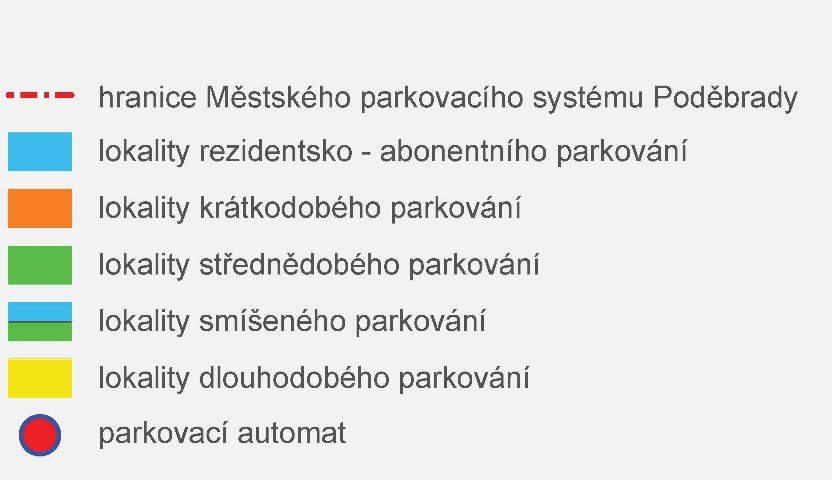 hranice Městského parkovacího systému Poděbrady
lokality rezidentsko - abonentního parkování
lokality krátkodobého parkování
lokality střednědobého parkování
lokality smíšeného parkování
lokality dlouhodobého parkování
parkovací automat